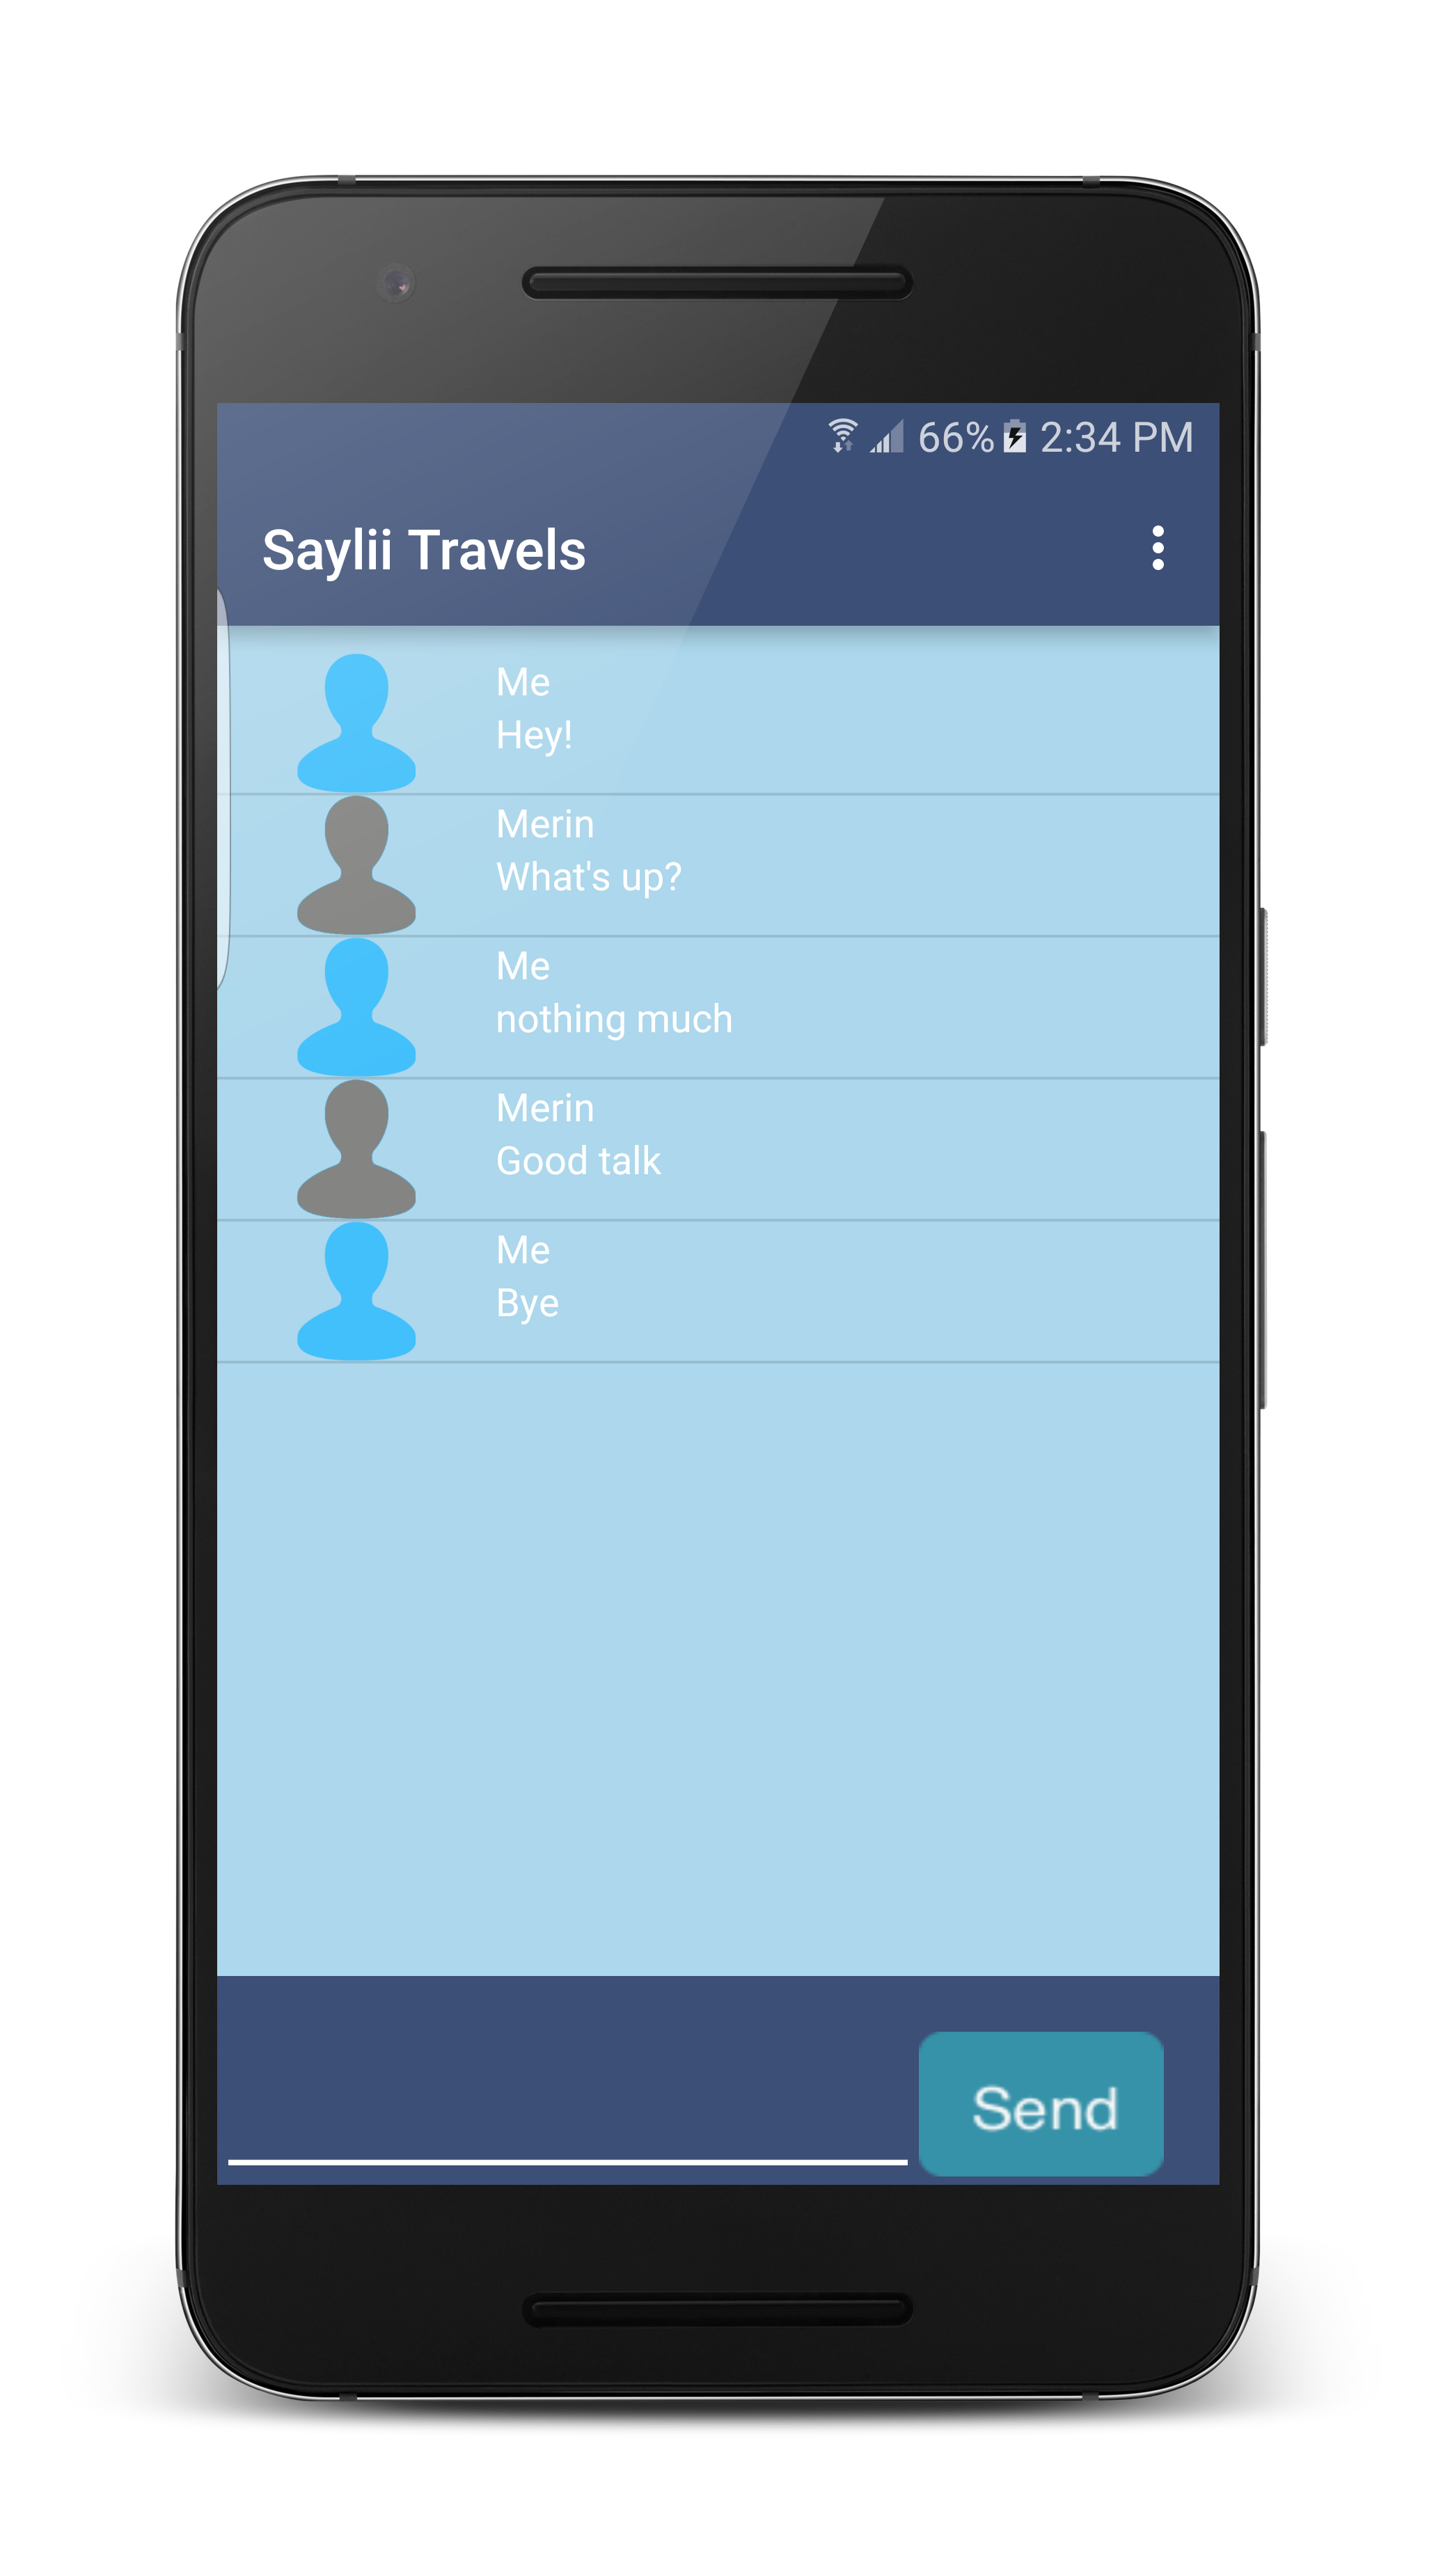 66% 2:34 PM
Saylii Travels
Me
Hey!
Merin
What's up?
Me
nothing much
Merin
Good talk
Me
Bye
Send